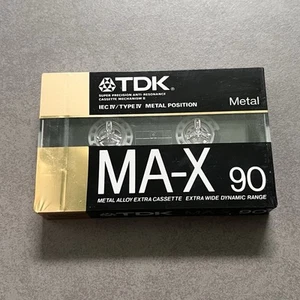 TDK
SUPER PRECISION ANTI-RESONANCE
CASSETTE MECHANISM II
IEC IV/TYPE IV METAL POSITION
Metal
MA-X 90
METAL ALLOY EXTRA CASSETTE EXTRA WIDE DYNAMIC RANGE